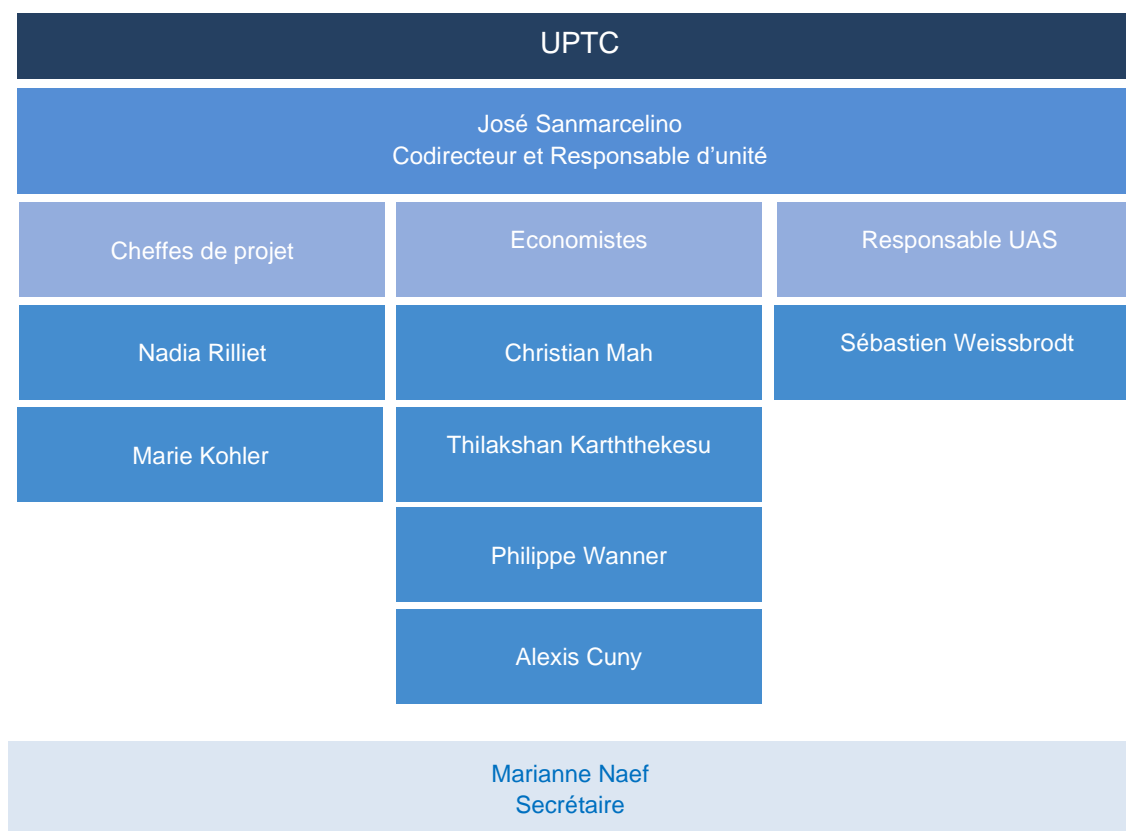 UPTC
José Sanmarcelino
Codirecteur et Responsable d’unité
Cheffes de projet
Economistes
Responsable UAS
Nadia Rilliet
Christian Mah
Sébastien Weissbrodt
Marie Kohler
Thilakshan Karththekesu
Philippe Wanner
Alexis Cuny
Marianne Naef
Secrétaire